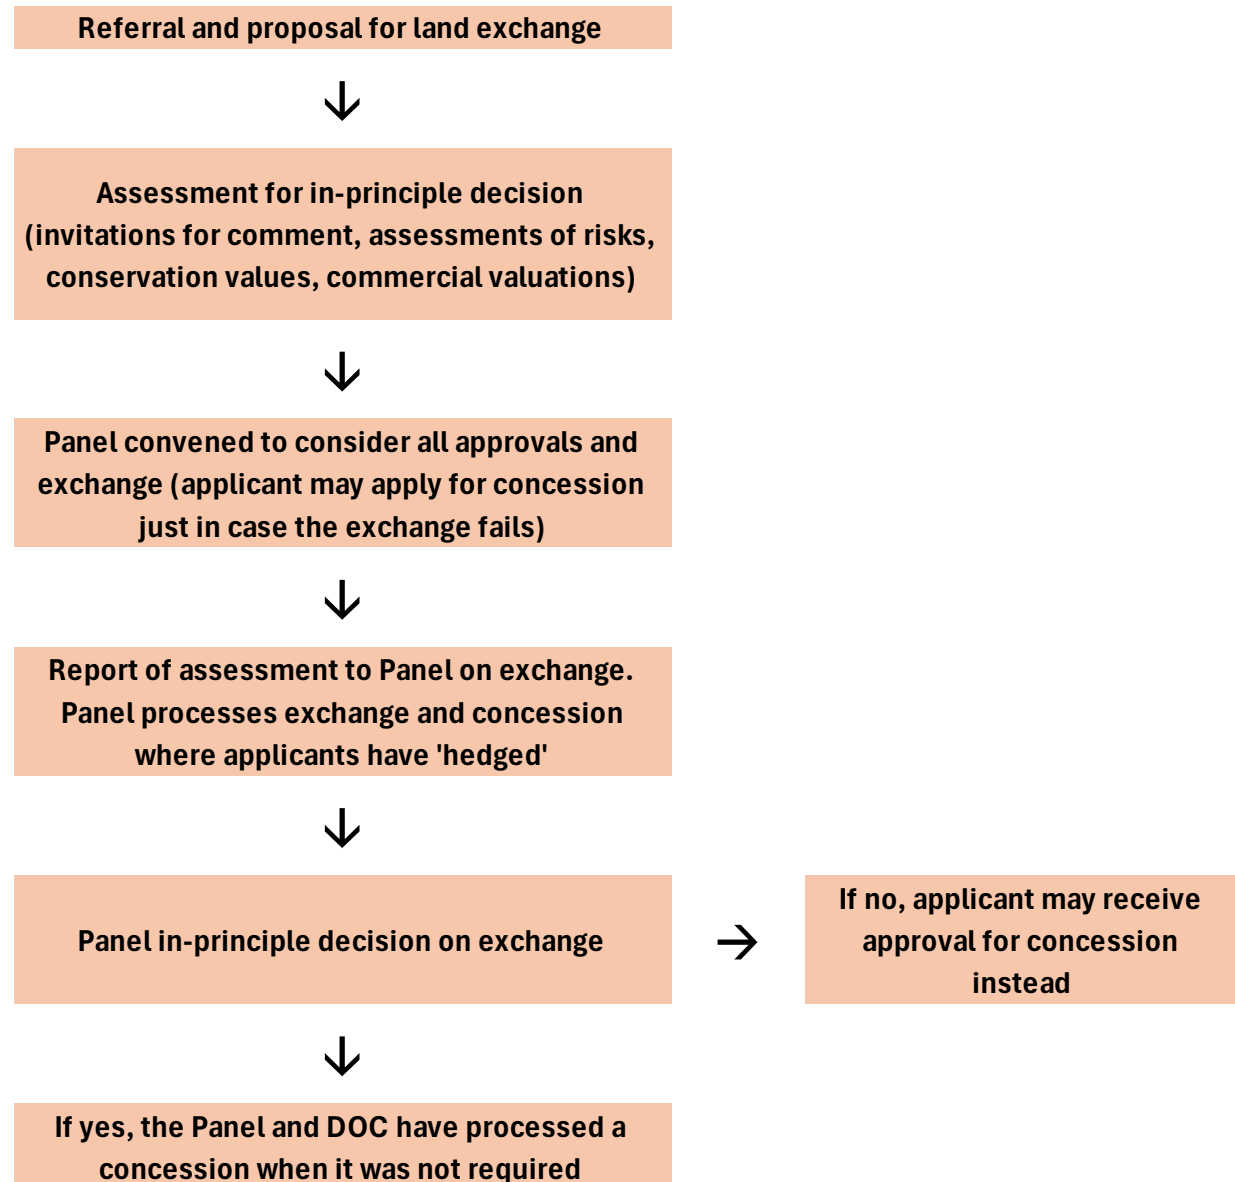 Referral and proposal for land exchange
Assessment for in-principle decision
(invitations for comment, assessments of risks,
conservation values, commercial valuations)
Panel convened to consider all approvals and
exchange (applicant may apply for concession
just in case the exchange fails)
Report of assessment to Panel on exchange.
Panel processes exchange and concession
where applicants have 'hedged'
Panel in-principle decision on exchange
If no, applicant may receive
approval for concession
instead
If yes, the Panel and DOC have processed a
concession when it was not required